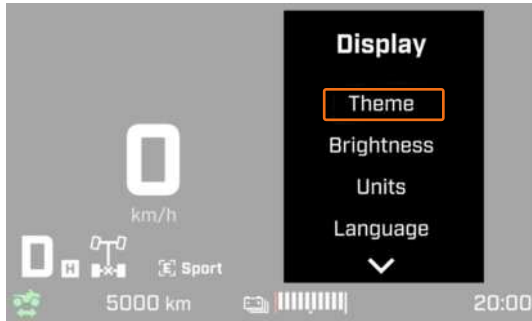 Display
Theme
Brightness
Units
Language
0
km/h
D H
[E] Sport
5000 km
20:00